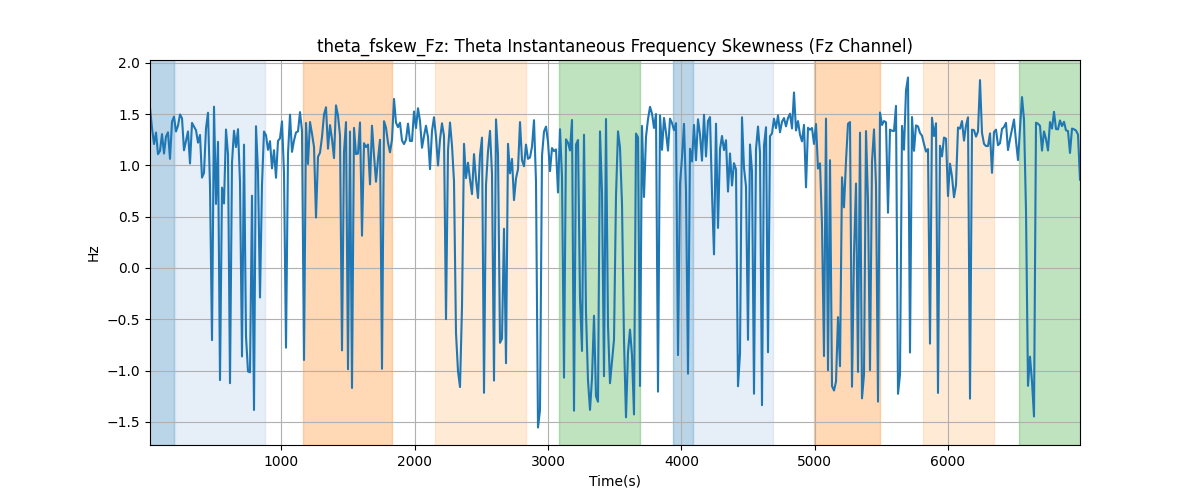 theta_fskew_Fz: Theta Instantaneous Frequency Skewness (Fz Channel)
2.0
1.5
1.0
0.5
0.0
−0.5
−1.0
−1.5
Hz
1000 2000 3000 4000 5000 6000
Time(s)